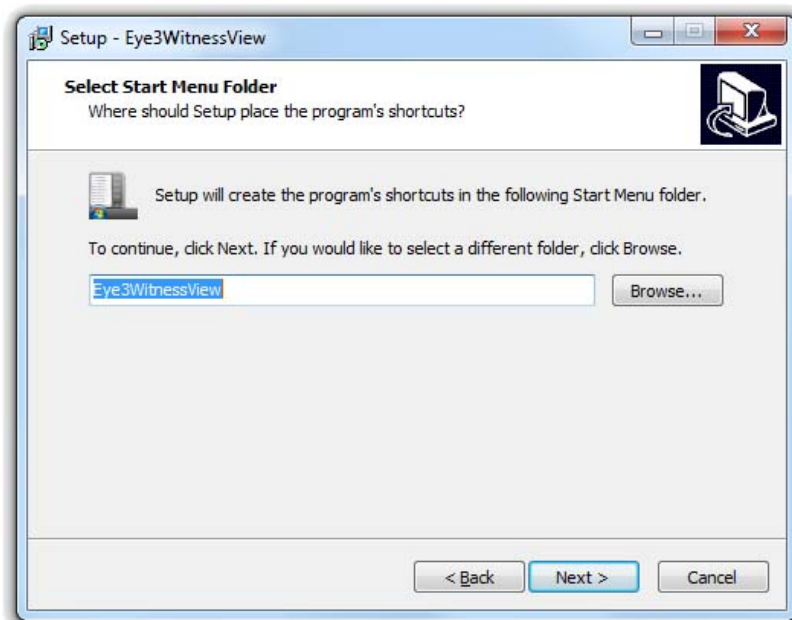 Setup - Eye3WitnessView
Select Start Menu Folder
Where should Setup place the program's shortcuts?
Setup will create the program's shortcuts in the following Start Menu folder.
To continue, click Next. If you would like to select a different folder, click Browse.
Eye3WitnessView
Browse...
< Back
Next >
Cancel